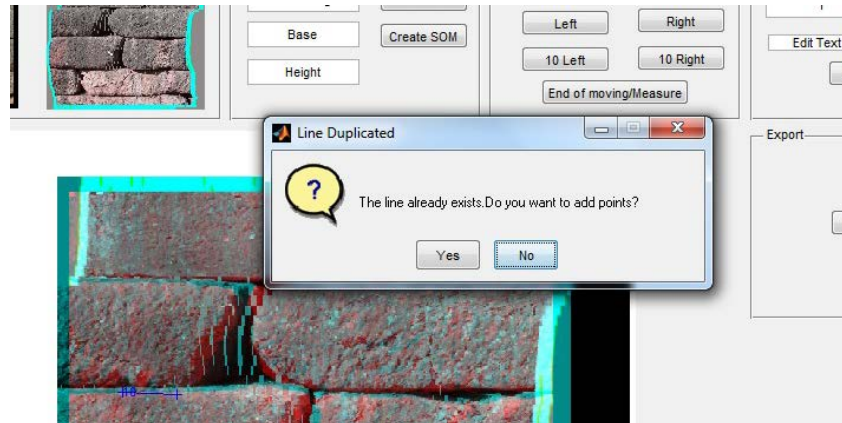 Base
Create SOM
Height
Left
Right
10 Left
10 Right
End of moving/Measure
Edit Text
Line Duplicated
The line already exists.Do you want to add points?
Yes
No
Export